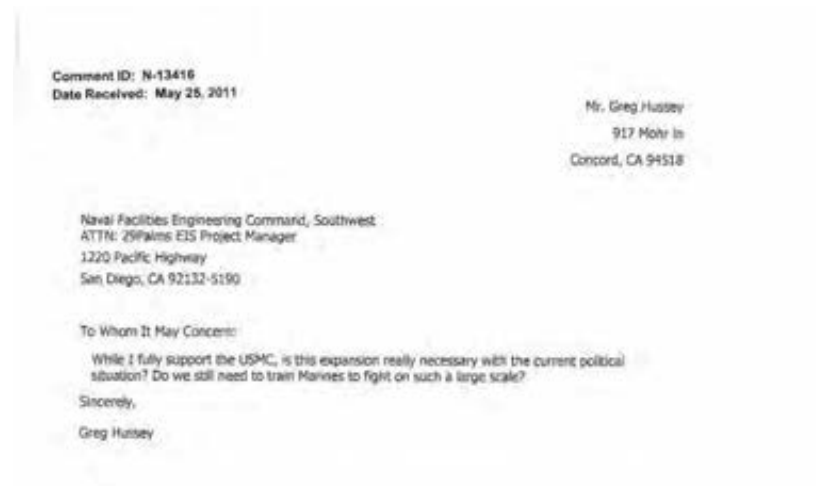 Comment ID: N-13416
Date Received: May 25, 2011
Mr. Greg Hussey
917 Mohr ln
Concord, CA 94518
Naval Facilities Engineering Command, Southwest
ATTN: 29Palms EIS Project Manager
1220 Pacific Highway
San Diego, CA 92132-5190
To Whom It May Concern:
While I fully support the USMC, is this expansion really necessary with the current political
situation? Do we still need to train Marines to fight on such a large scale?
Sincerely,
Greg Hussey